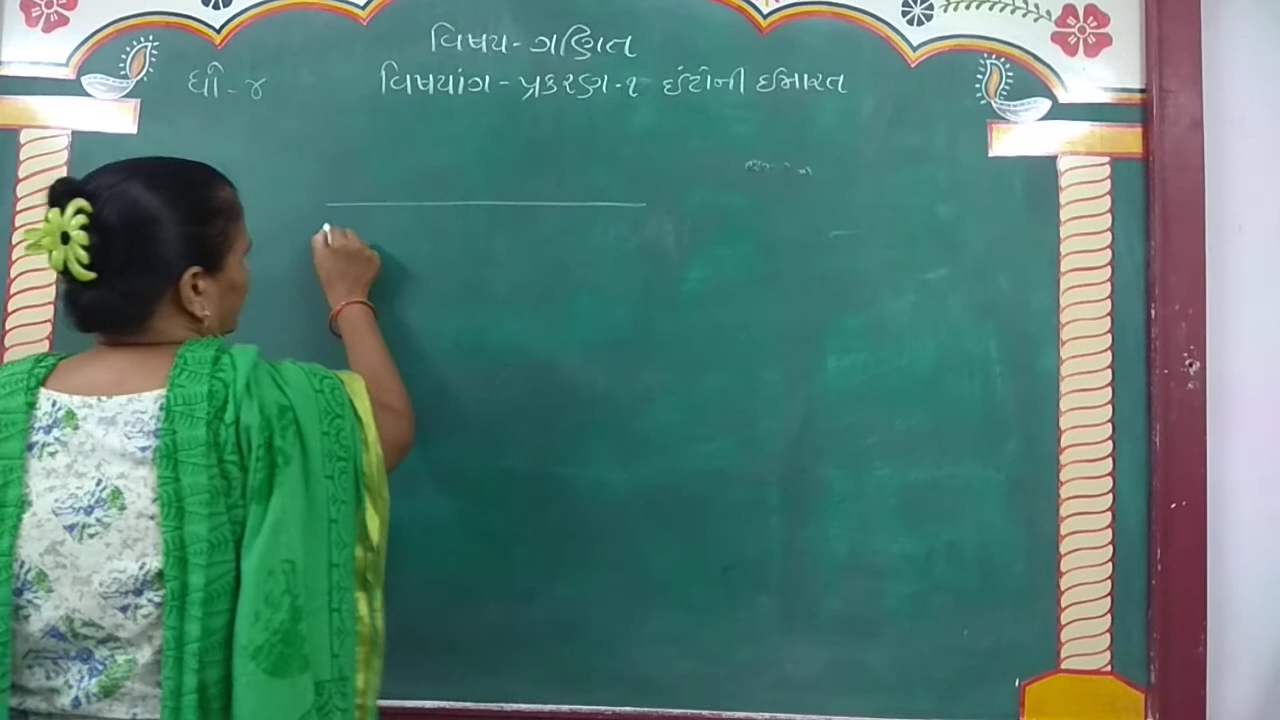 વિષય - ગણિત
ધો - ૪ વિષયાંગ - પ્રકરણ - ૧ ઇંટોની ઇમારત